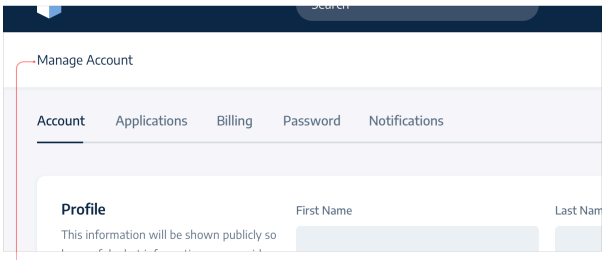 Search
Manage Account
Account Applications Billing Password Notifications
Profile
First Name
Last Nam
This information will be shown publicly so